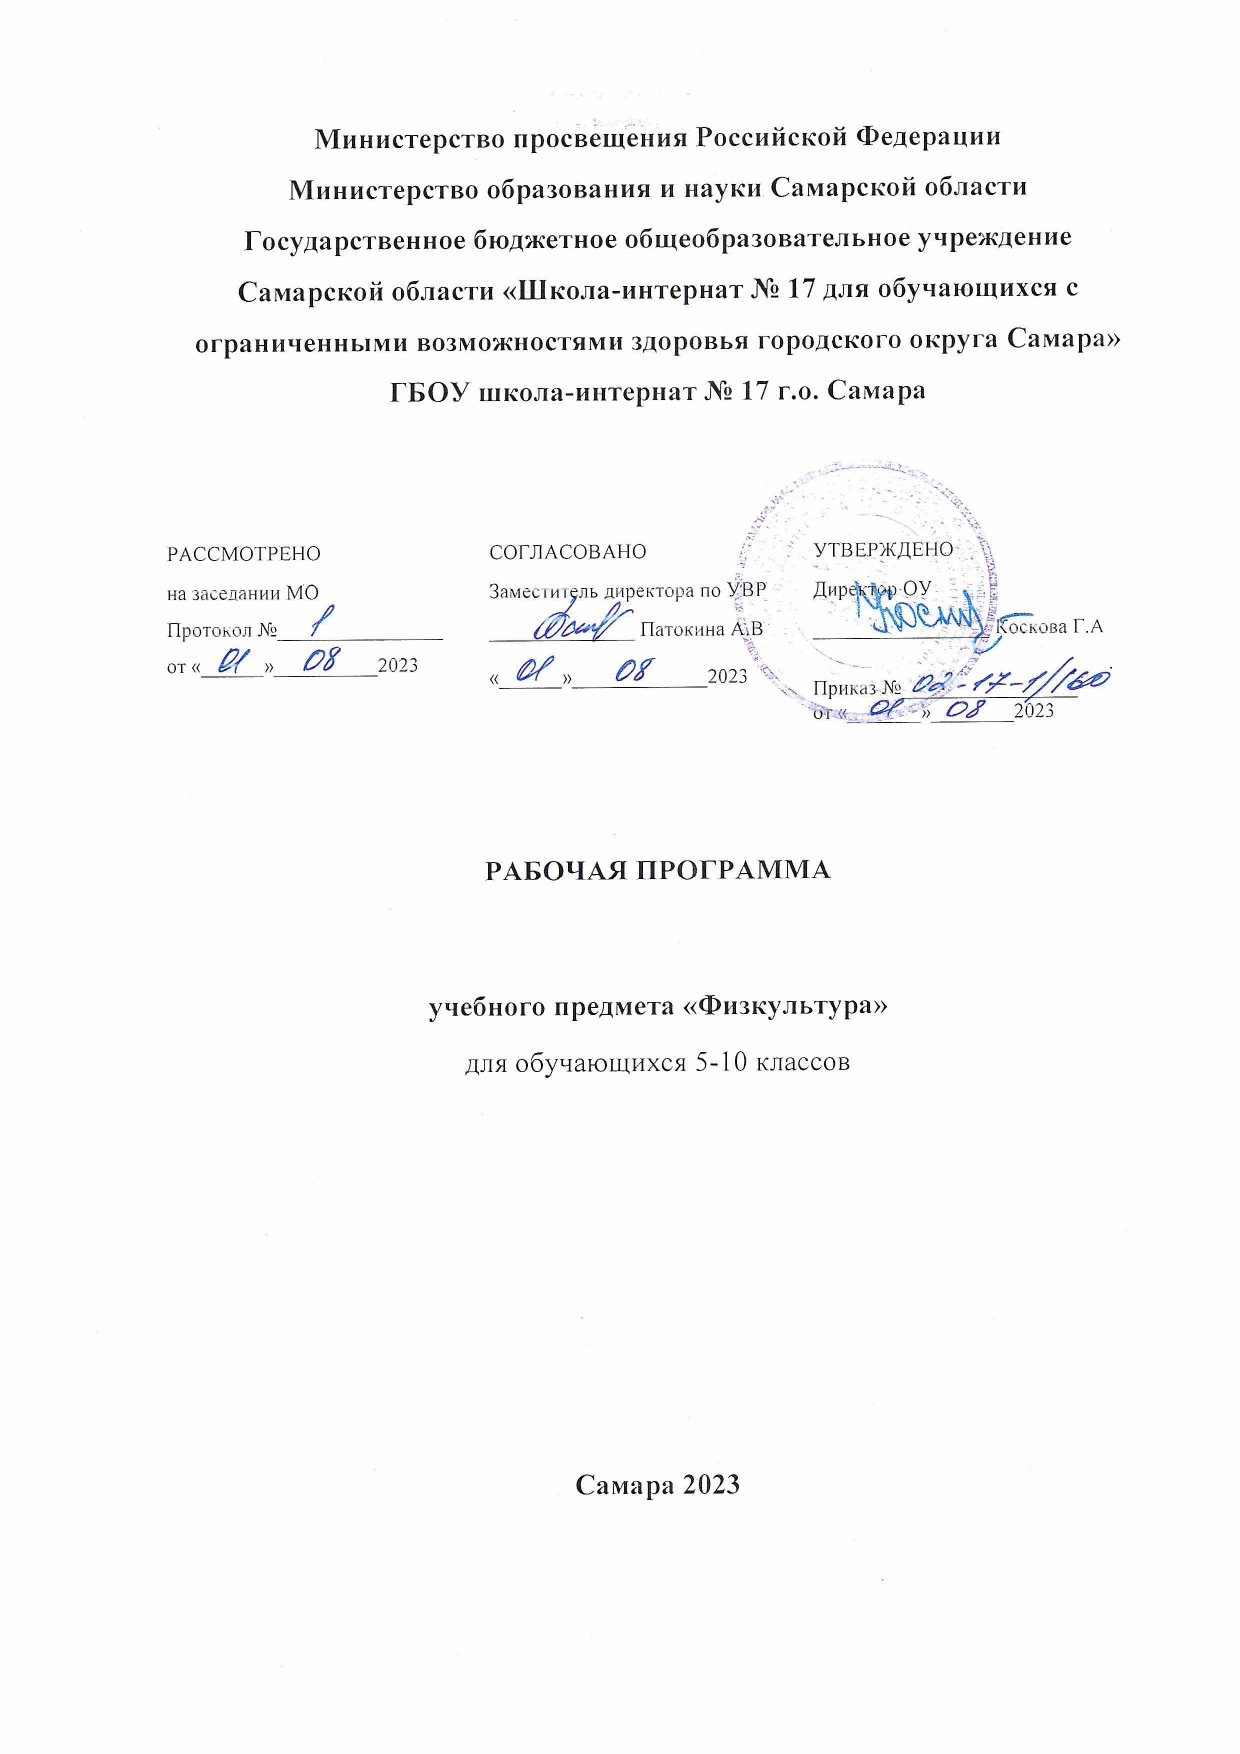 Министерство просвещения Российской Федерации
Министерство образования и науки Самарской области
Государственное бюджетное общеобразовательное учреждение
Самарской области «Школа-интернат № 17 для обучающихся с
ограниченными возможностями здоровья городского округа Самара»
ГБОУ школа-интернат № 17 г.о. Самара
РАССМОТРЕНО
на заседании МО
Протокол № 1
от « 01 » 08 2023
СОГЛАСОВАНО
Заместитель директора по УВР
Патокина А.В
« 01 » 08 2023
УТВЕРЖДЕНО
Директор ОУ
Коскова Г.А
Приказ № 02-17-1/160
от « 01 » 08 2023
РАБОЧАЯ ПРОГРАММА
учебного предмета «Физкультура»
для обучающихся 5-10 классов
Самара 2023